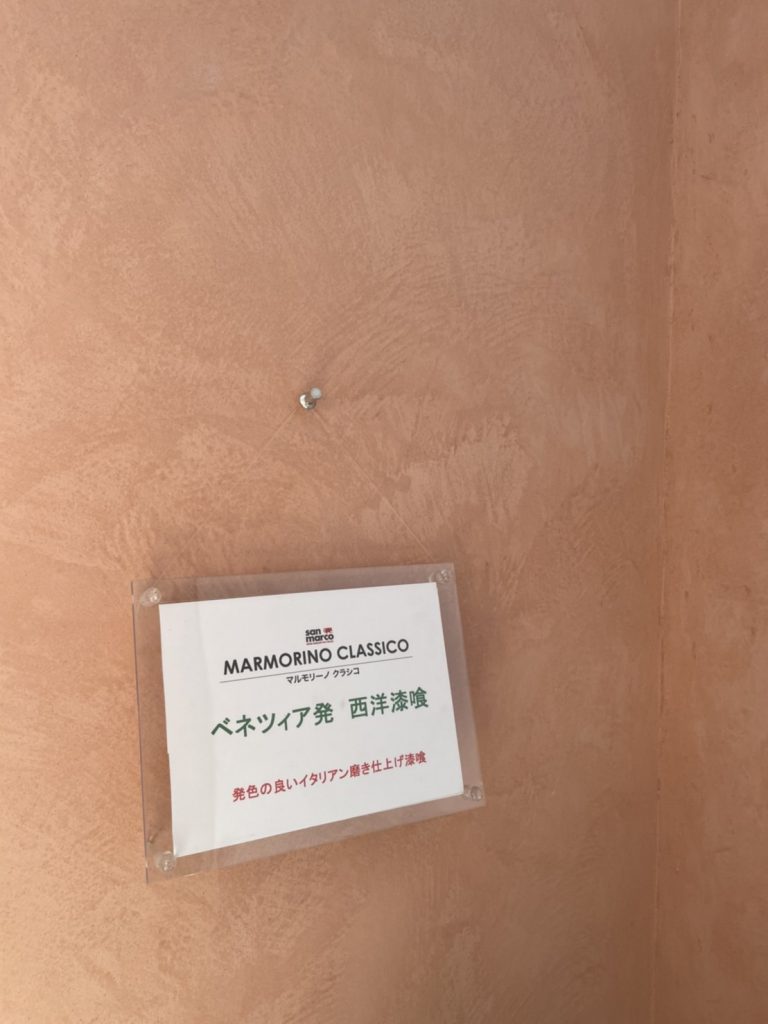 san
marco
MARMORINO CLASSICO
マルモリーノ クラシコ
ベネツィア発 西洋漆喰
発色の良いイタリアン磨き仕上げ漆喰